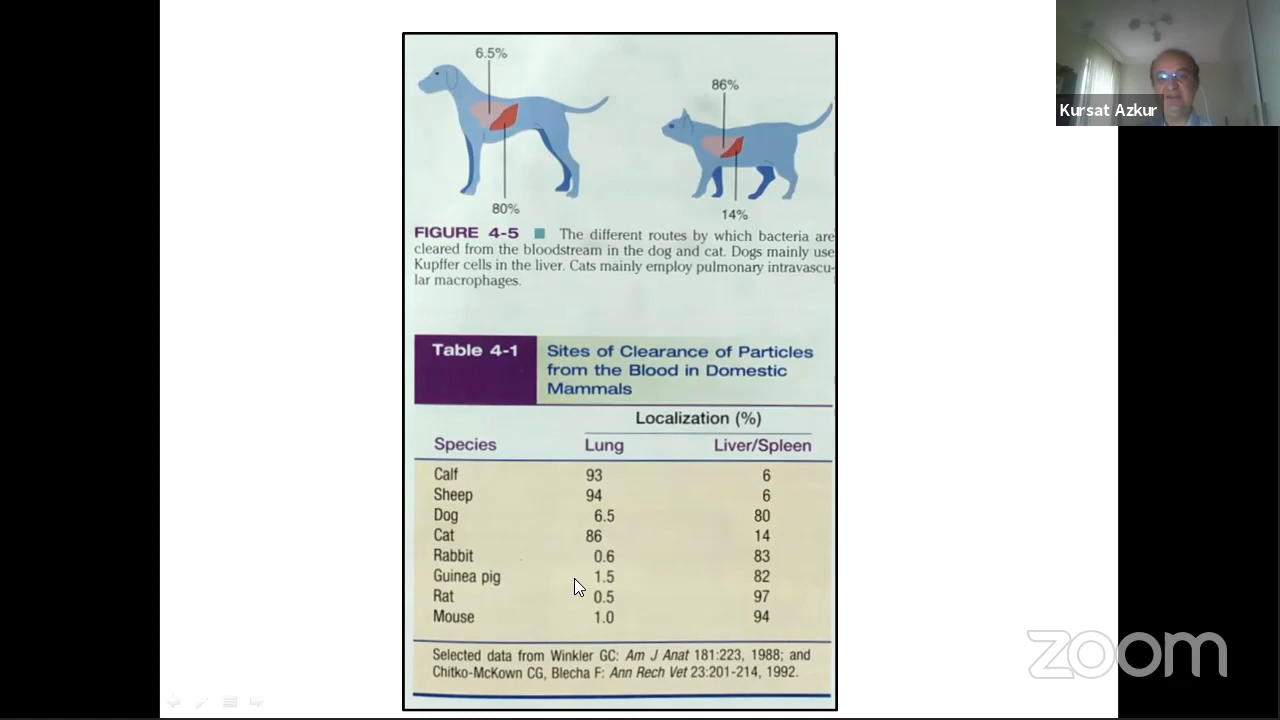 6.5%
86%
80%
14%
FIGURE 4-5 The different routes by which bacteria are
cleared from the bloodstream in the dog and cat. Dogs mainly use
Kupffer cells in the liver. Cats mainly employ pulmonary intravascu-
lar macrophages.
Table 4-1 Sites of Clearance of Particles
from the Blood in Domestic
Mammals
Localization (%)
Species Lung Liver/Spleen
Calf 93 6
Sheep 94 6
Dog 6.5 80
Cat 86 14
Rabbit 0.6 83
Guinea pig 1.5 82
Rat 0.5 97
Mouse 1.0 94
Selected data from Winkler GC: Am J Anat 181:223, 1988; and
Chitko-McKown CG, Blecha F: Ann Rech Vet 23:201-214, 1992.
Kursat Azkur
zoom